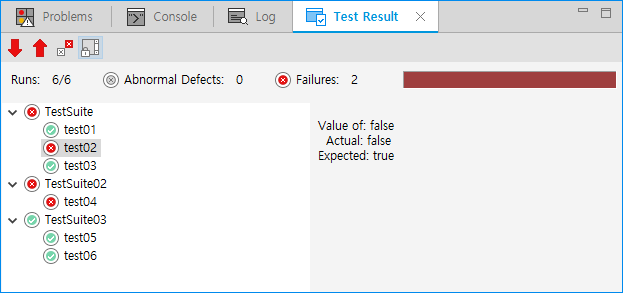 Problems Console Log Test Result
Runs: 6/6 Abnormal Defects: 0 Failures: 2
TestSuite
test01
test02
test03
TestSuite02
test04
TestSuite03
test05
test06
Value of: false
Actual: false
Expected: true